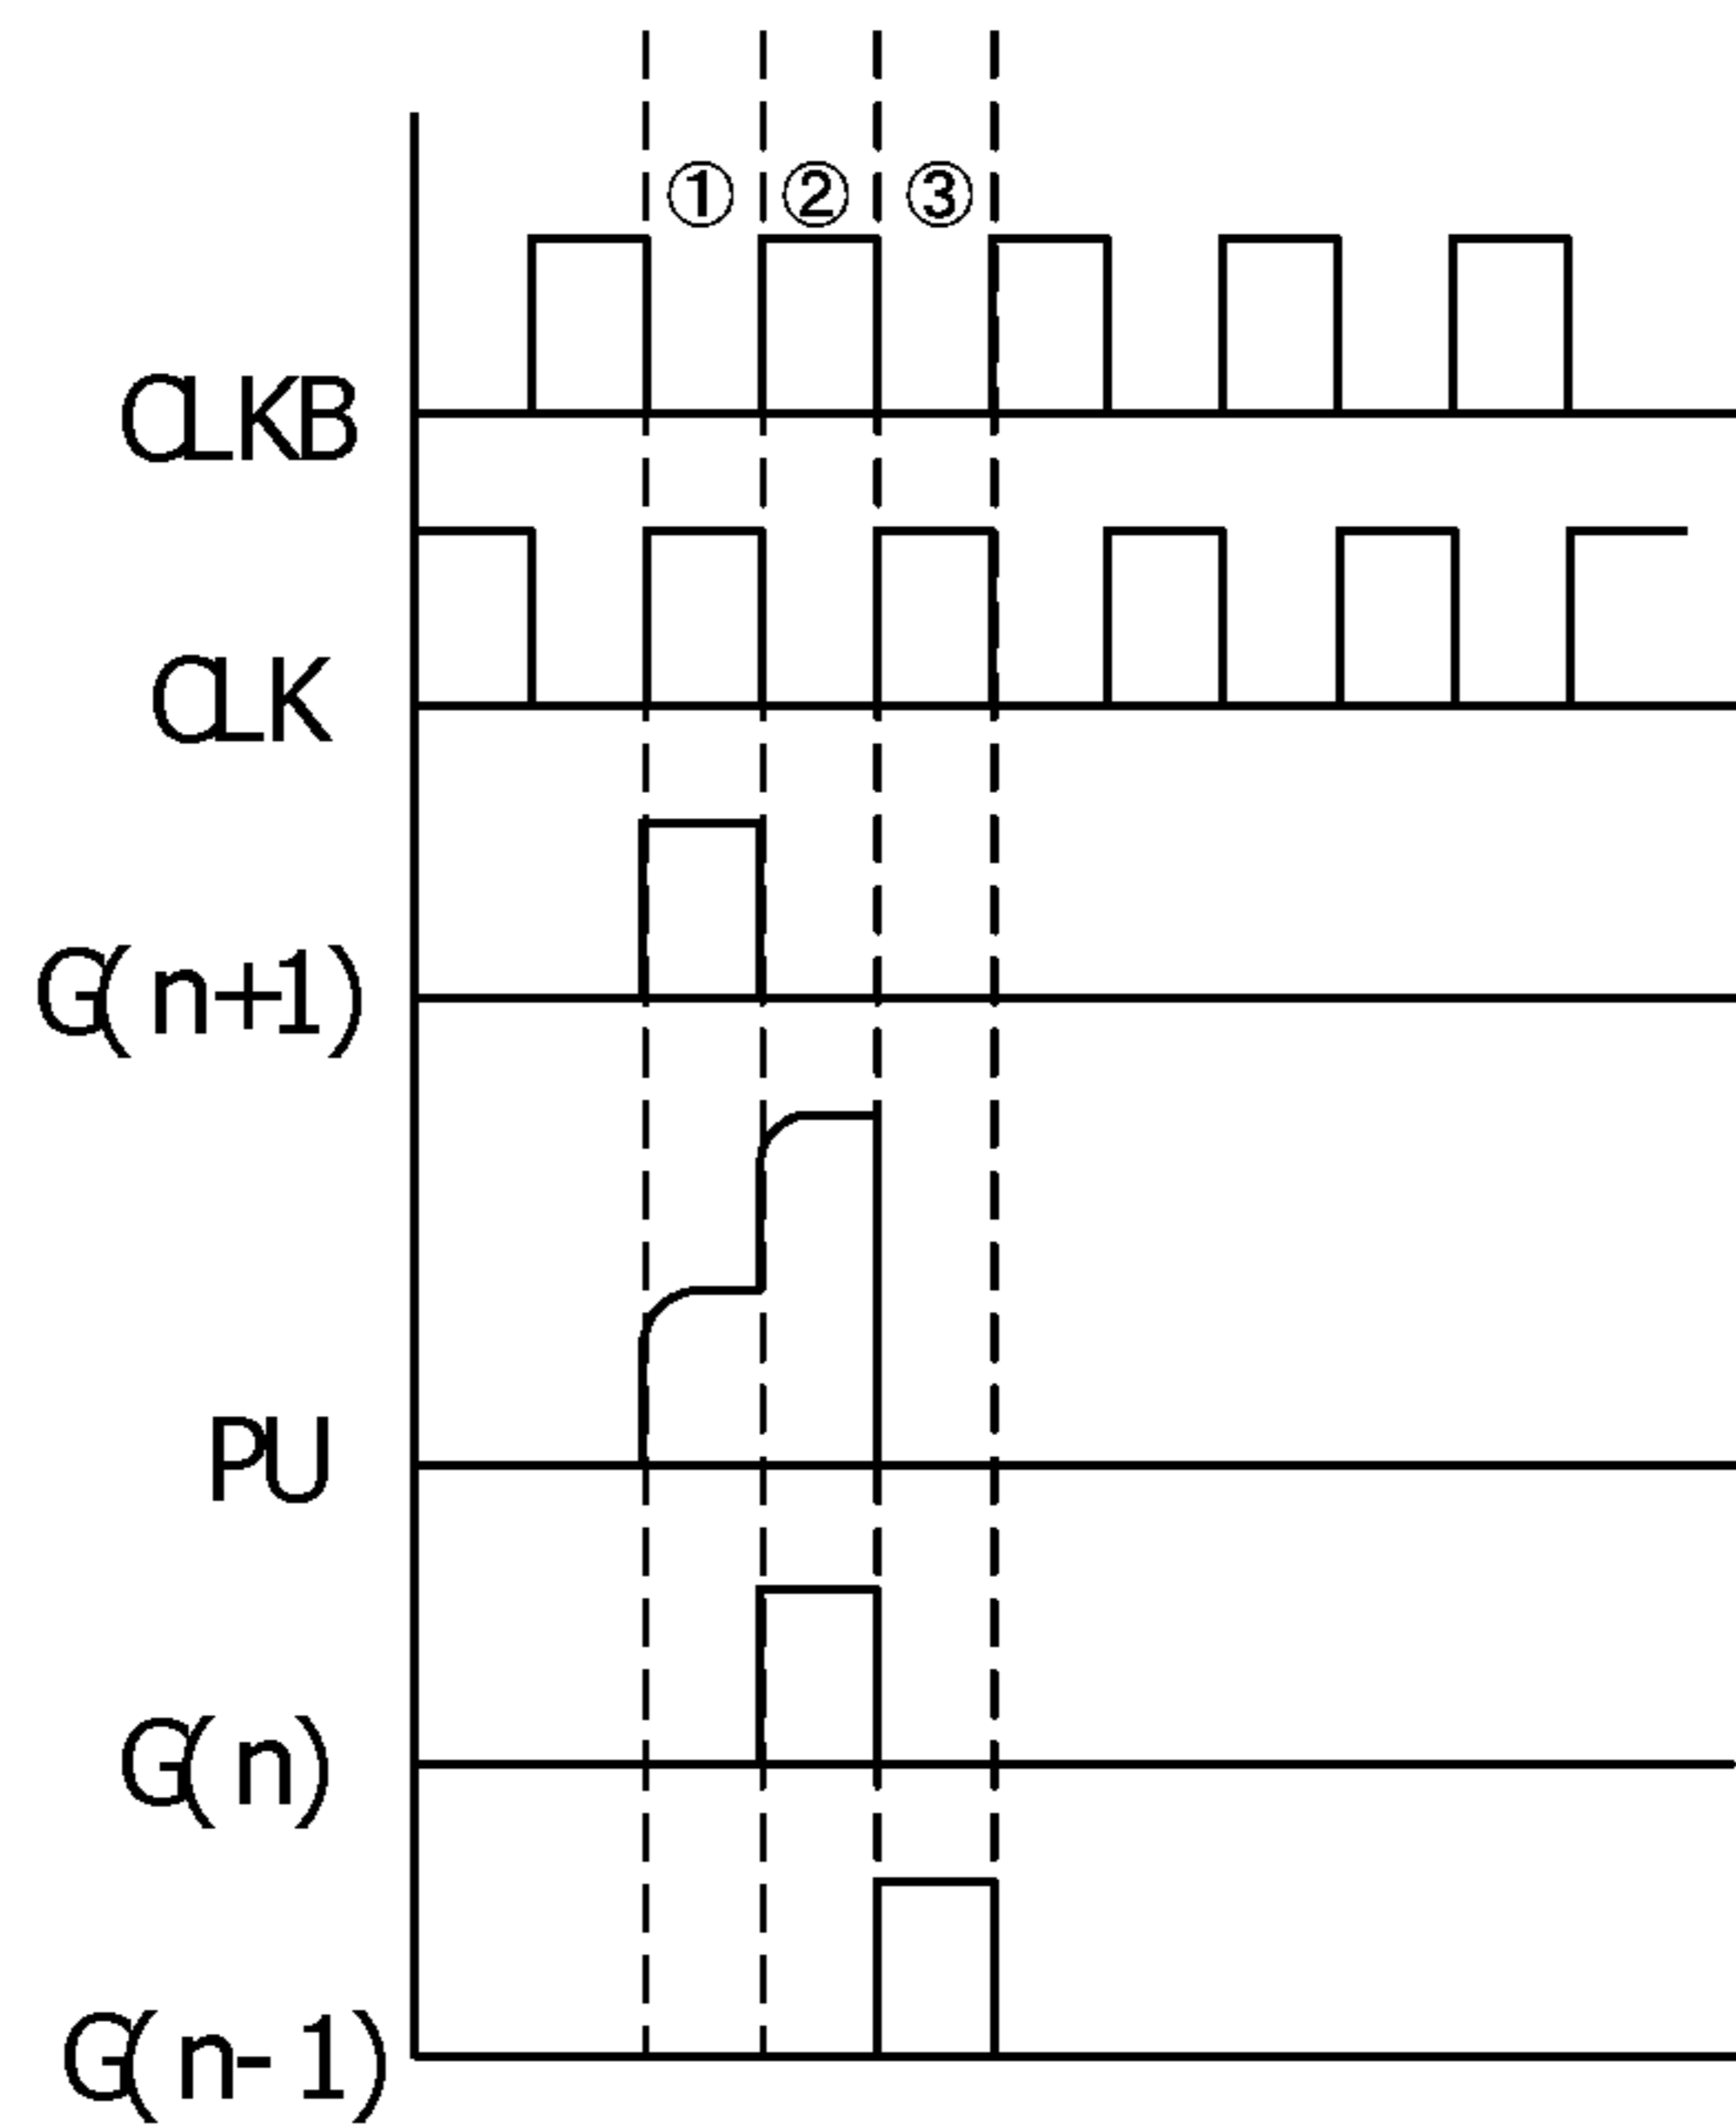 ① ② ③
CLKB
CLK
G(n+1)
PU
G(n)
G(n-1)